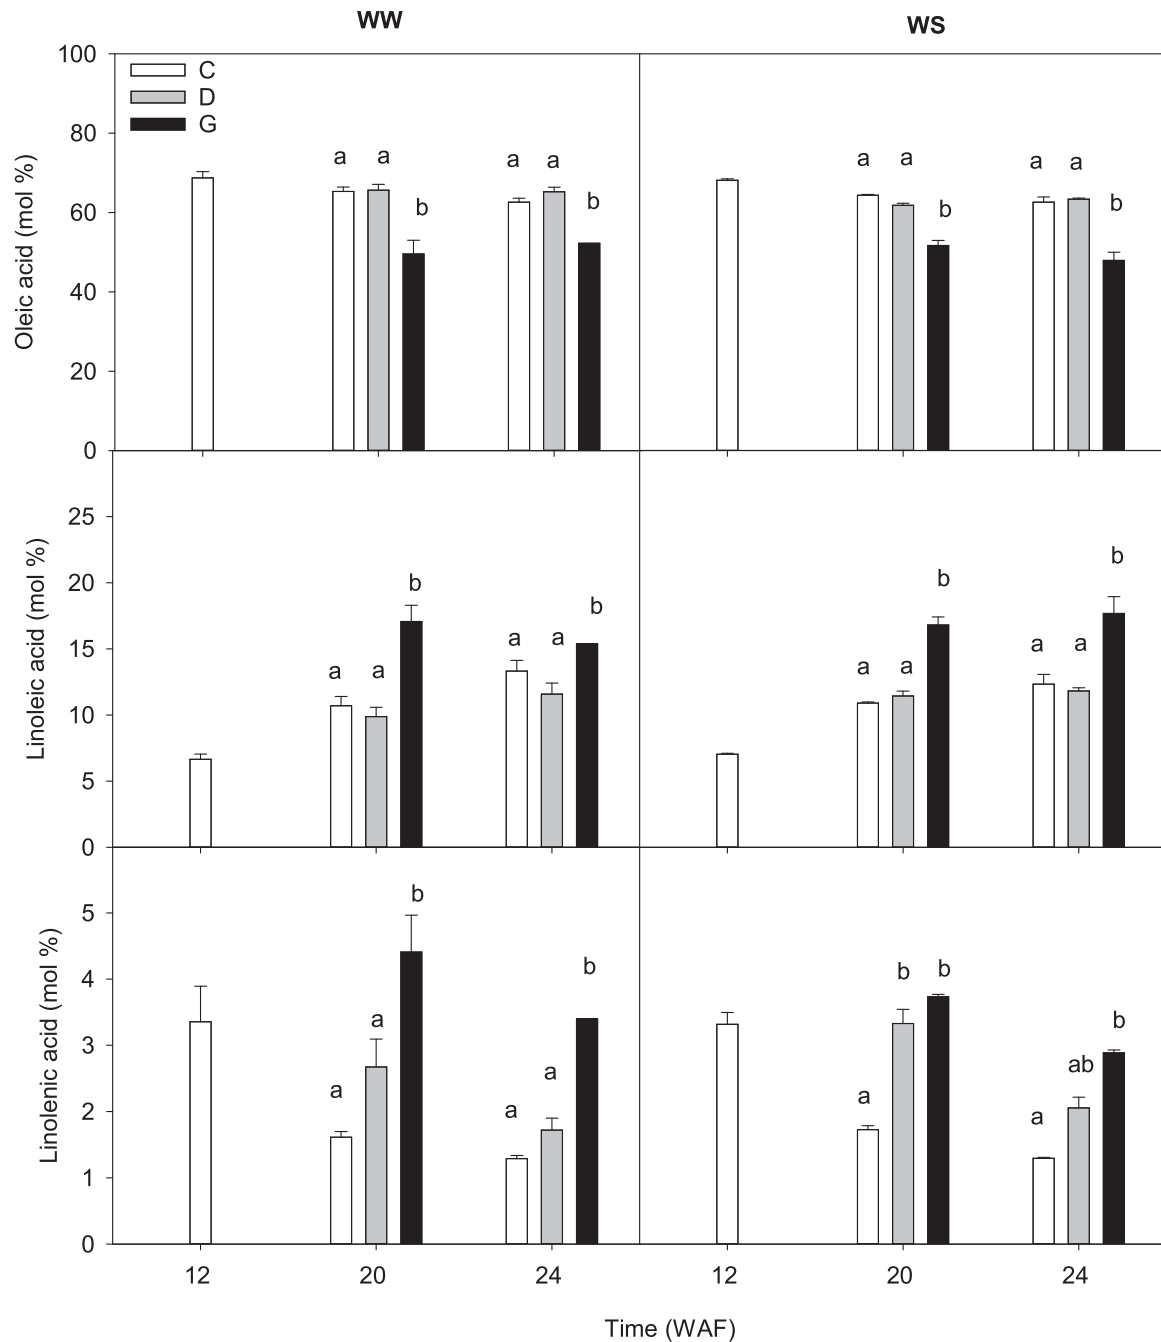 WW
WS
100
80
60
40
20
0
Oleic acid (mol %)
C
D
G
a a b a a b
a a b a a b
25
20
15
10
5
0
Linoleic acid (mol %)
a a b a a b
a a b a a b
5
4
3
2
1
0
Linolenic acid (mol %)
a a b a a b
a b b a ab b
12 20 24 12 20 24
Time (WAF)